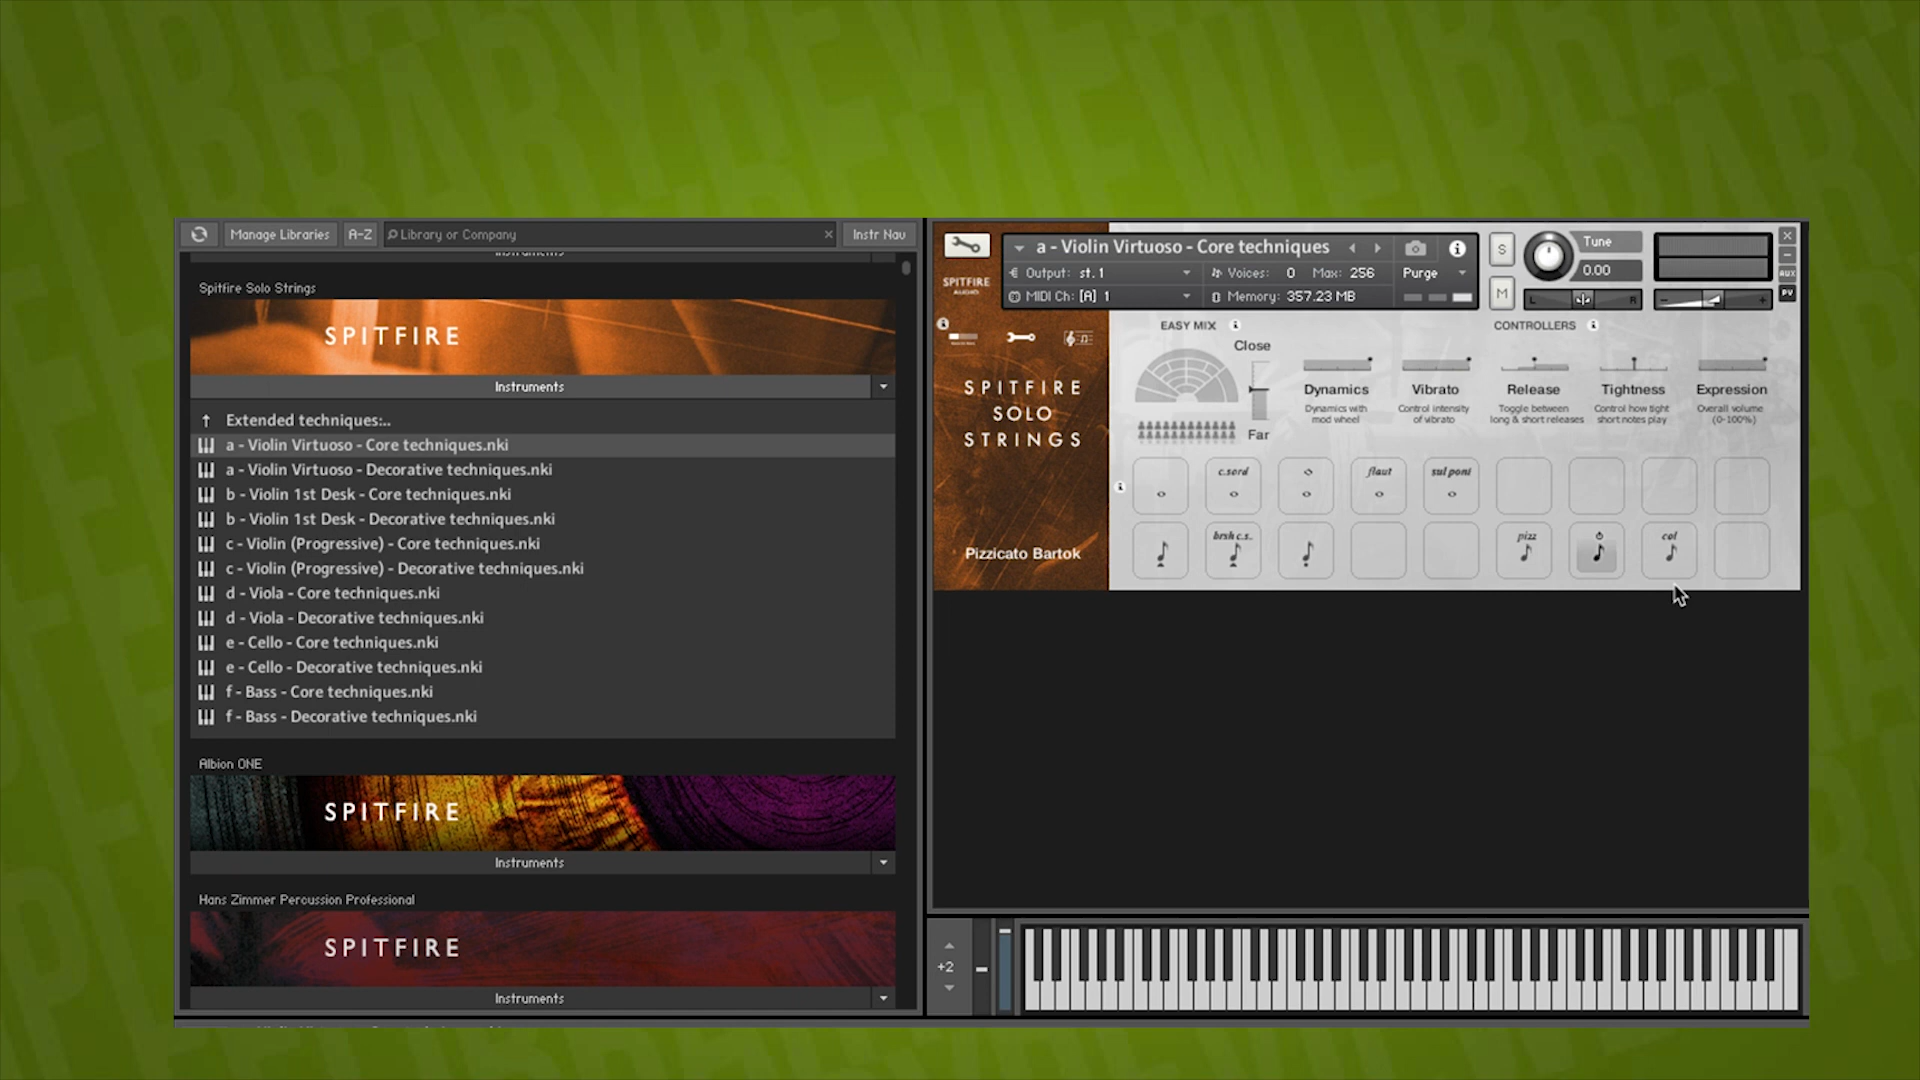 Manage Libraries
A-Z
Library or Company
Instr Nav
Spitfire Solo Strings
SPITFIRE
Instruments
Extended techniques:..
a - Violin Virtuoso - Core techniques.nki
a - Violin Virtuoso - Decorative techniques.nki
b - Violin 1st Desk - Core techniques.nki
b - Violin 1st Desk - Decorative techniques.nki
c - Violin (Progressive) - Core techniques.nki
c - Violin (Progressive) - Decorative techniques.nki
d - Viola - Core techniques.nki
d - Viola - Decorative techniques.nki
e - Cello - Core techniques.nki
e - Cello - Decorative techniques.nki
f - Bass - Core techniques.nki
f - Bass - Decorative techniques.nki
Albion ONE
SPITFIRE
Instruments
Hans Zimmer Percussion Professional
SPITFIRE
Instruments
SPITFIRE
AUDIO
a - Violin Virtuoso - Core techniques
Output: st.1
Voices: 0 Max: 256
Purge
MIDI Ch: [A] 1
Memory: 357.23 MB
S
M
Tune
0.00
L R
AUX
PV
SPITFIRE
SOLO
STRINGS
Pizzicato Bartok
EASY MIX
Close
Far
CONTROLLERS
Dynamics
Dynamics with
mod wheel
Vibrato
Control intensity
of vibrato
Release
Toggle between
long & short releases
Tightness
Control how tight
short notes play
Expression
Overall volume
(0-100%)
c.sord
flaut
sul pont
brsh c.s.
pizz
col
+2